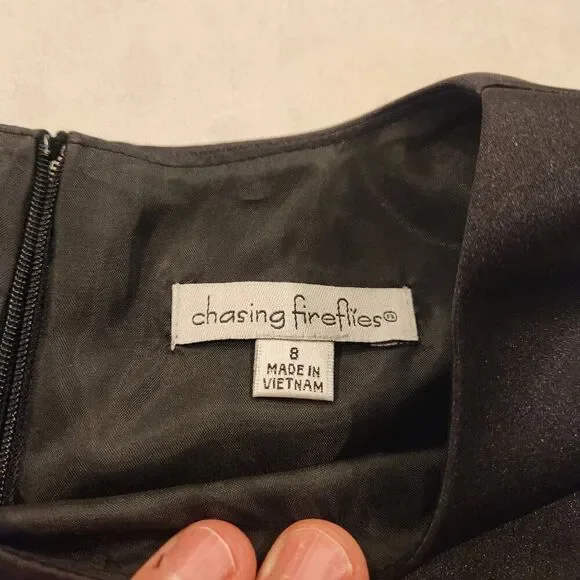 chasing fireflies®
8
MADE IN
VIETNAM